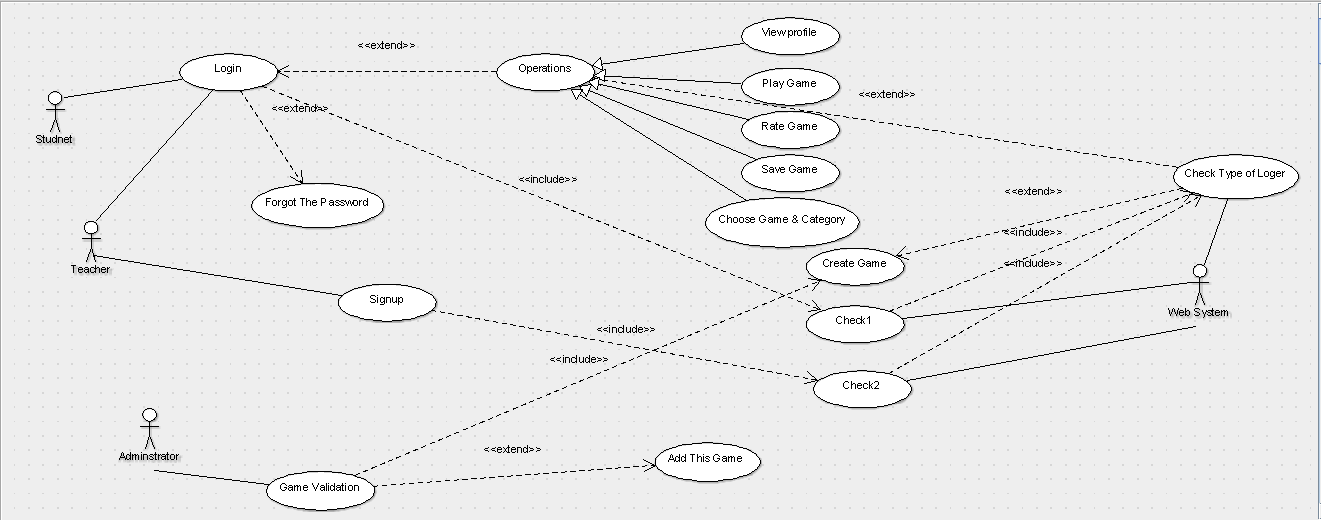 Viewprofile
<<extend>>
Login
Operations
Play Game
<<extend>>
<<extend>>
Rate Game
Studnet
Save Game
Check Type of Loger
<<include>>
<<extend>>
Forgot The Password
Choose Game & Category
<<include>>
Teacher
Create Game
<<include>>
Signup
Check1
Web System
<<include>>
<<include>>
Check2
Adminstrator
<<extend>>
Add This Game
Game Validation